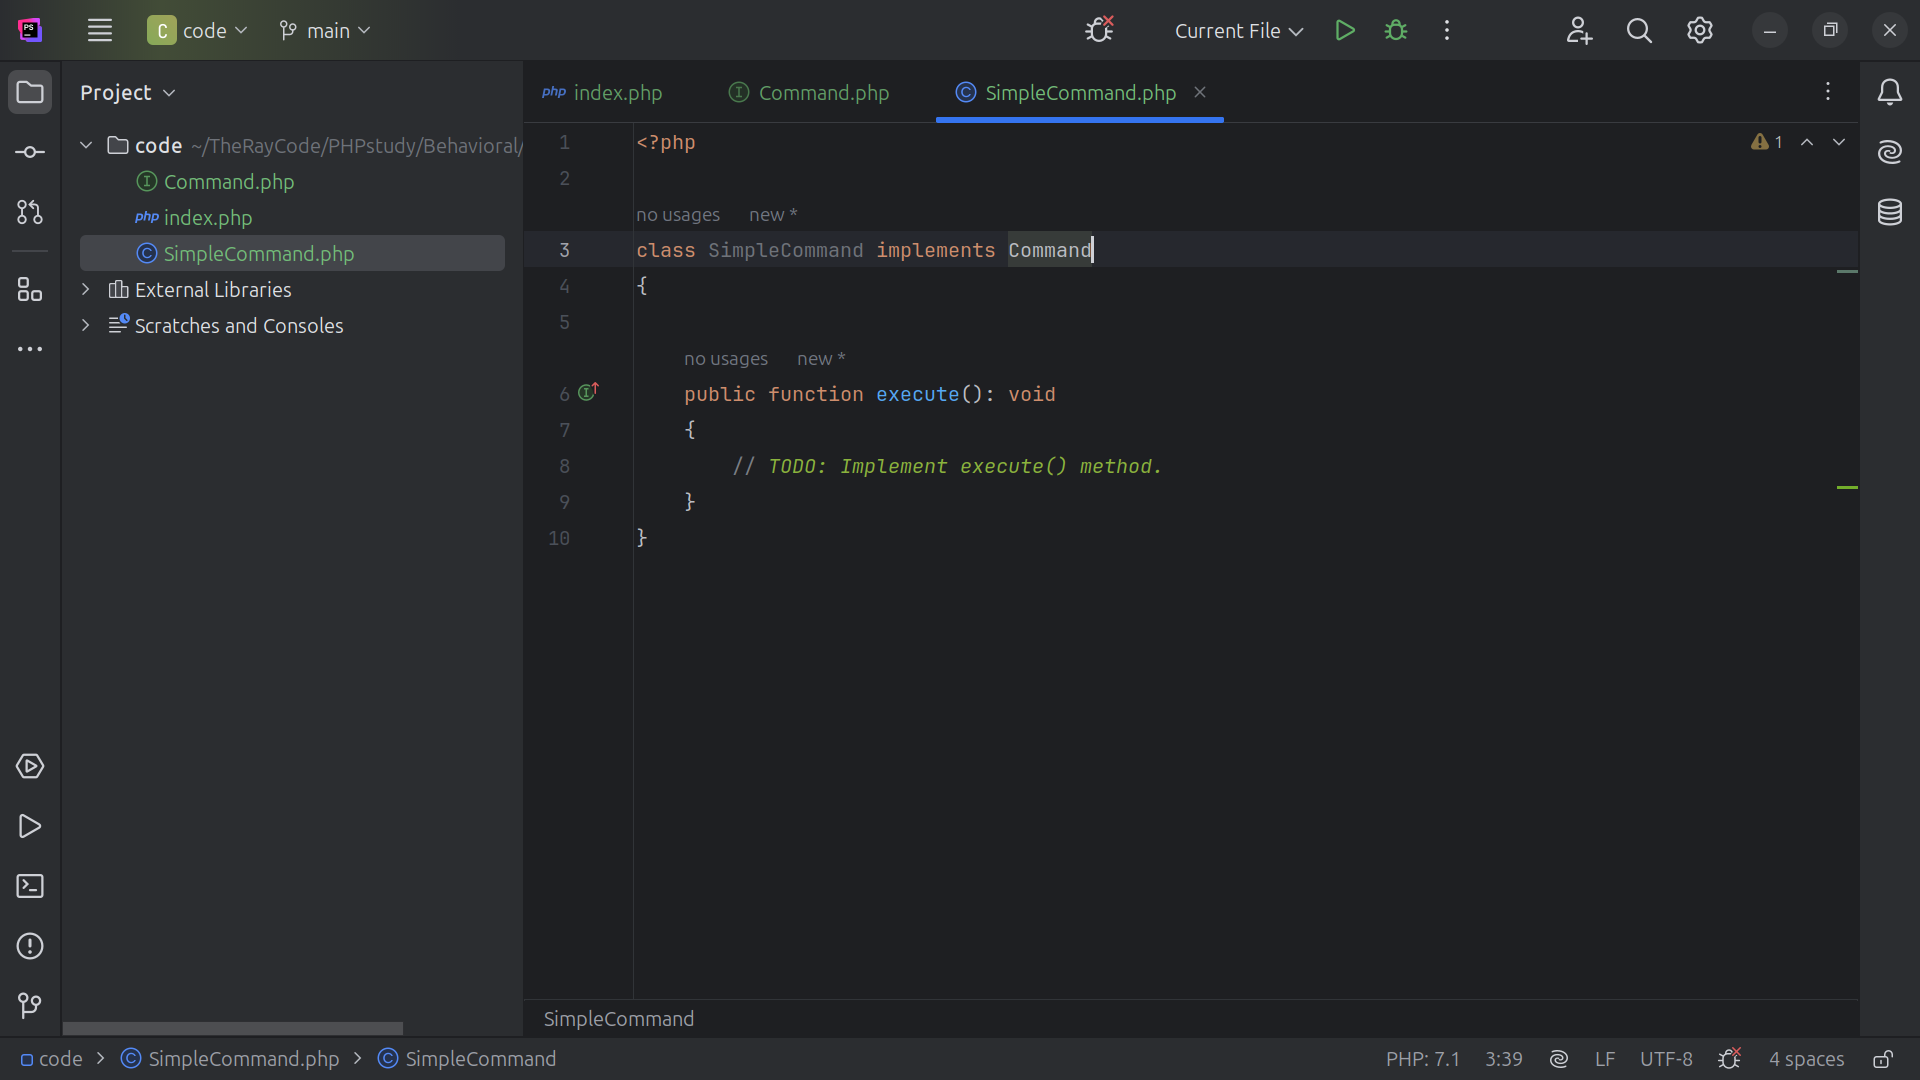 PS
C code main Current File
Project
code ~/TheRayCode/PHPstudy/Behavioral/
Command.php
php index.php
SimpleCommand.php
External Libraries
Scratches and Consoles
php index.php Command.php SimpleCommand.php
1 <?php
1
2
no usages new *
3 class SimpleCommand implements Command
4 {
5
no usages new *
6 public function execute(): void
7 {
8 // TODO: Implement execute() method.
9 }
10 }
SimpleCommand
code > SimpleCommand.php > SimpleCommand PHP: 7.1 3:39 LF UTF-8 4 spaces